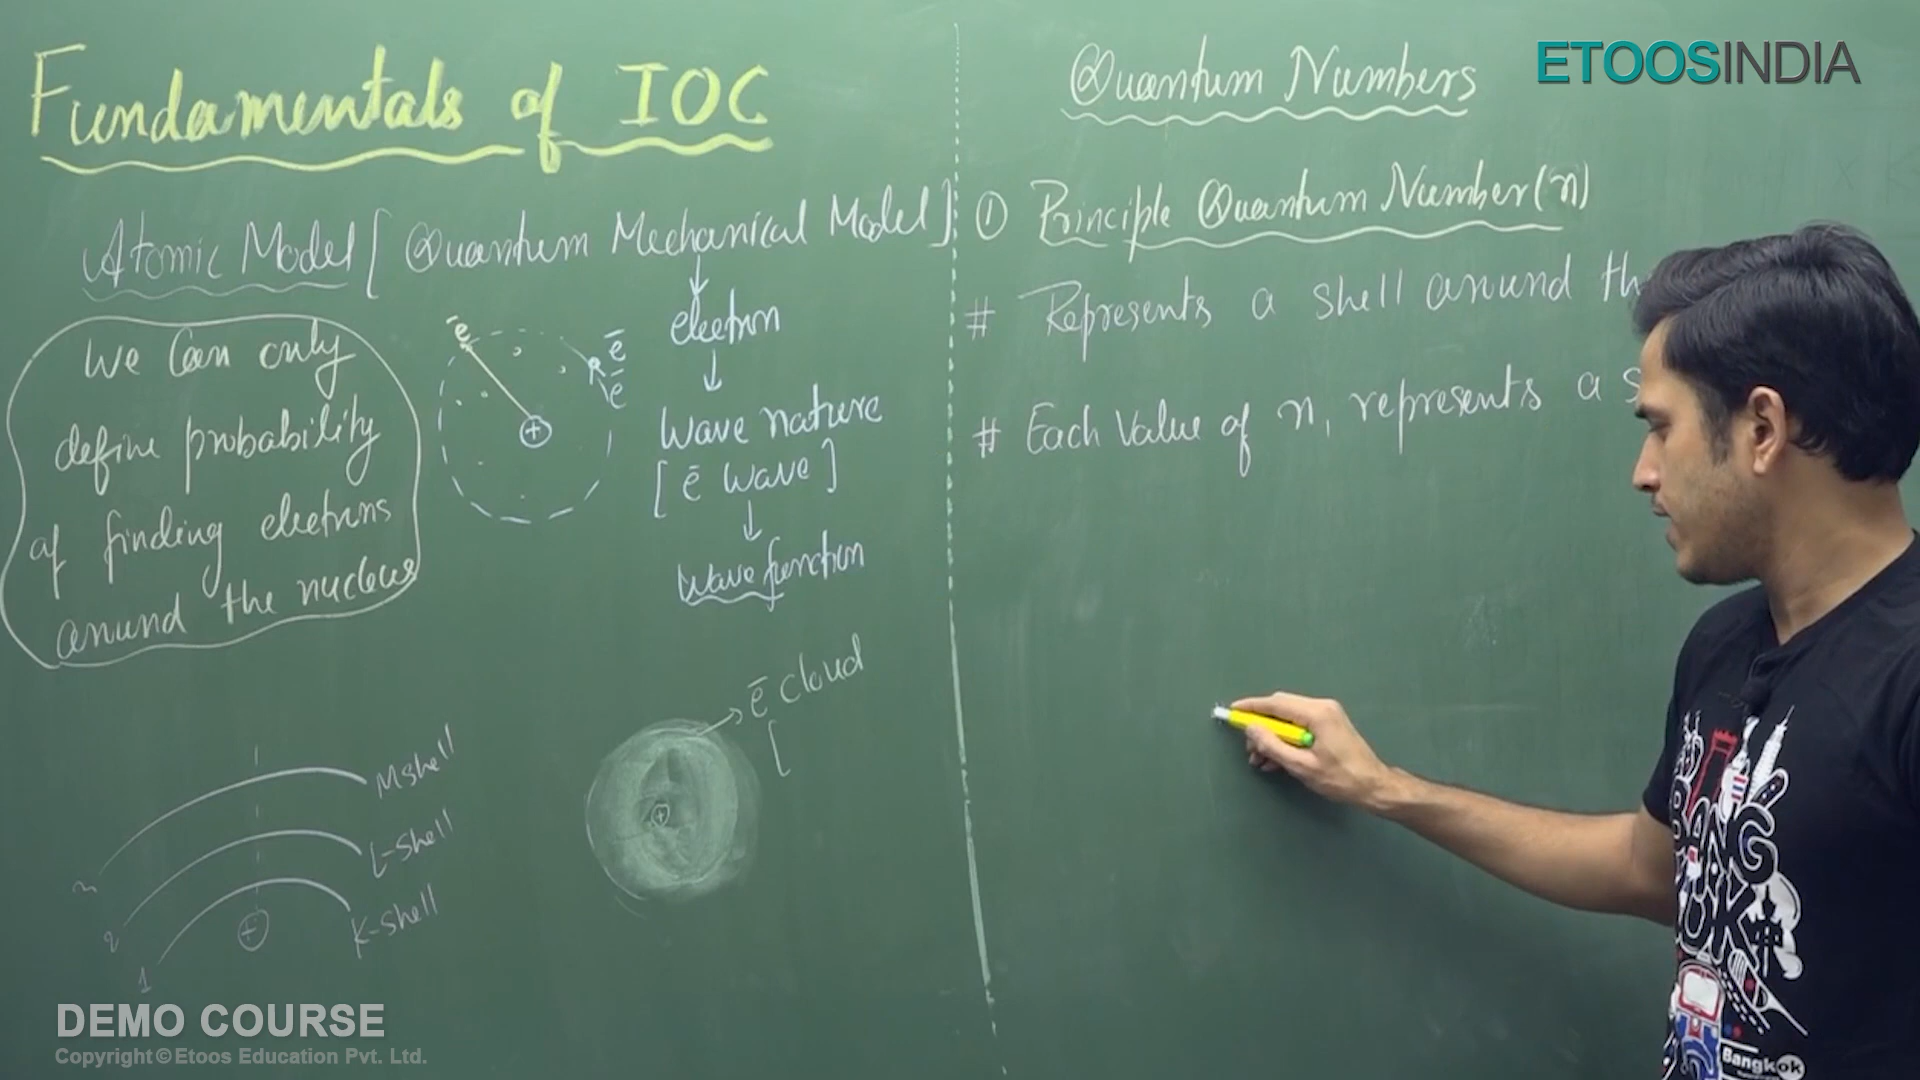 Fundamentals of IOC
Atomic Model [Quantum Mechanical Model]
We can only
define probability
of finding electrons
around the nucleus
ē
ē
ē
+
electron
Wave nature
[ē wave]
Wave function
ē cloud
[
+
M shell
L-shell
K-shell
2
1
+
Quantum Numbers
① Principle Quantum Number (n)
# Represents a shell around
# Each Value of n, represents a
ETOOSINDIA
Bangkok
DEMO COURSE
Copyright © Etoos Education Pvt. Ltd.